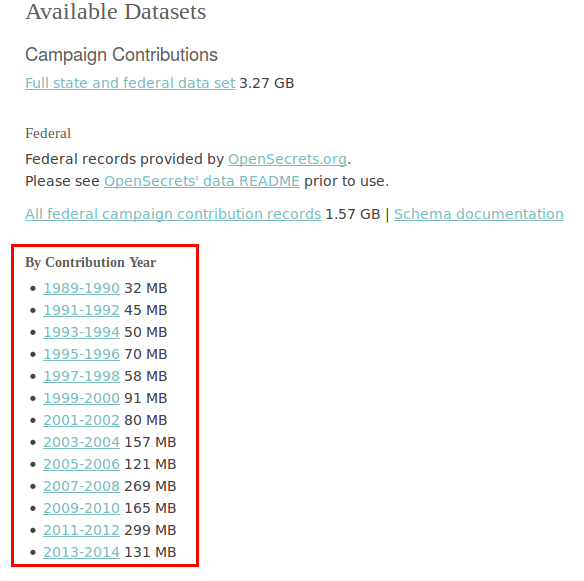 Available Datasets
Campaign Contributions
Full state and federal data set 3.27 GB
Federal
Federal records provided by OpenSecrets.org.
Please see OpenSecrets' data README prior to use.
All federal campaign contribution records 1.57 GB | Schema documentation
By Contribution Year
1989-1990 32 MB
1991-1992 45 MB
1993-1994 50 MB
1995-1996 70 MB
1997-1998 58 MB
1999-2000 91 MB
2001-2002 80 MB
2003-2004 157 MB
2005-2006 121 MB
2007-2008 269 MB
2009-2010 165 MB
2011-2012 299 MB
2013-2014 131 MB